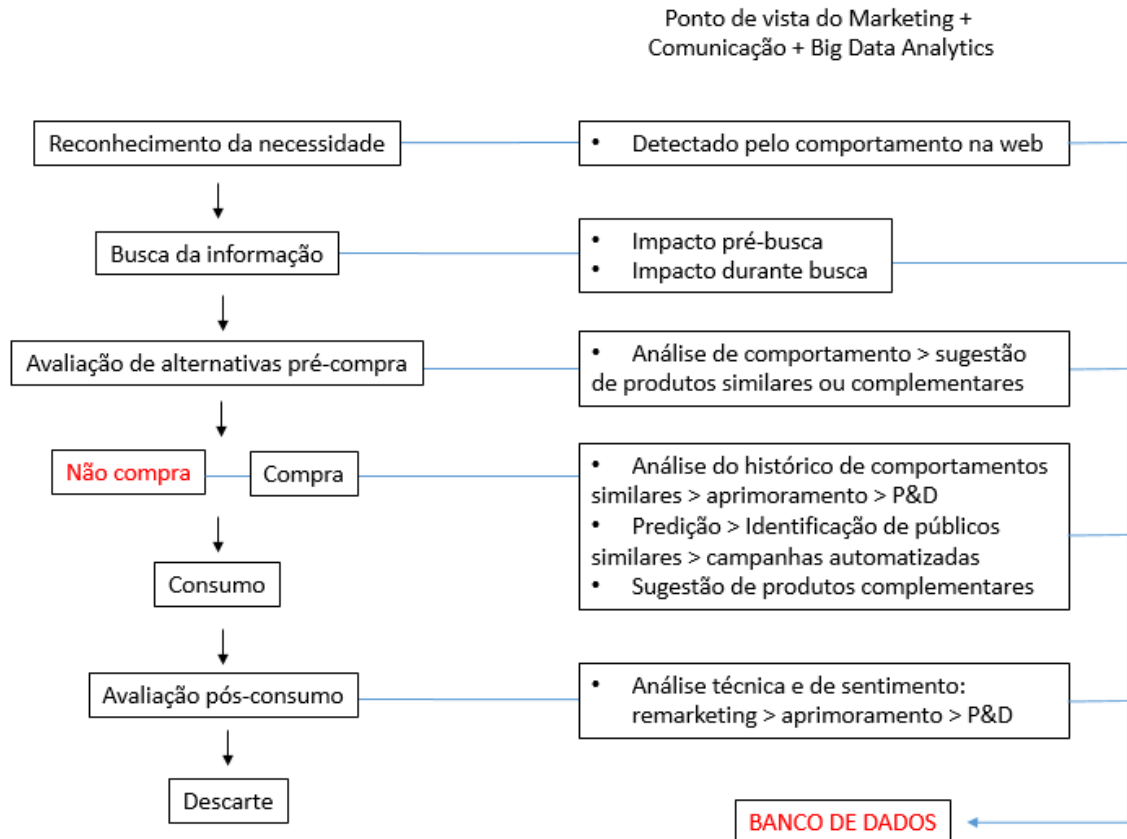 Ponto de vista do Marketing +
Comunicação + Big Data Analytics
Reconhecimento da necessidade
• Detectado pelo comportamento na web
Busca da informação
• Impacto pré-busca
• Impacto durante busca
Avaliação de alternativas pré-compra
• Análise de comportamento > sugestão
de produtos similares ou complementares
Não compra
Compra
• Análise do histórico de comportamentos
similares > aprimoramento > P&D
• Predição > Identificação de públicos
similares > campanhas automatizadas
• Sugestão de produtos complementares
Consumo
Avaliação pós-consumo
• Análise técnica e de sentimento:
remarketing > aprimoramento > P&D
Descarte
BANCO DE DADOS